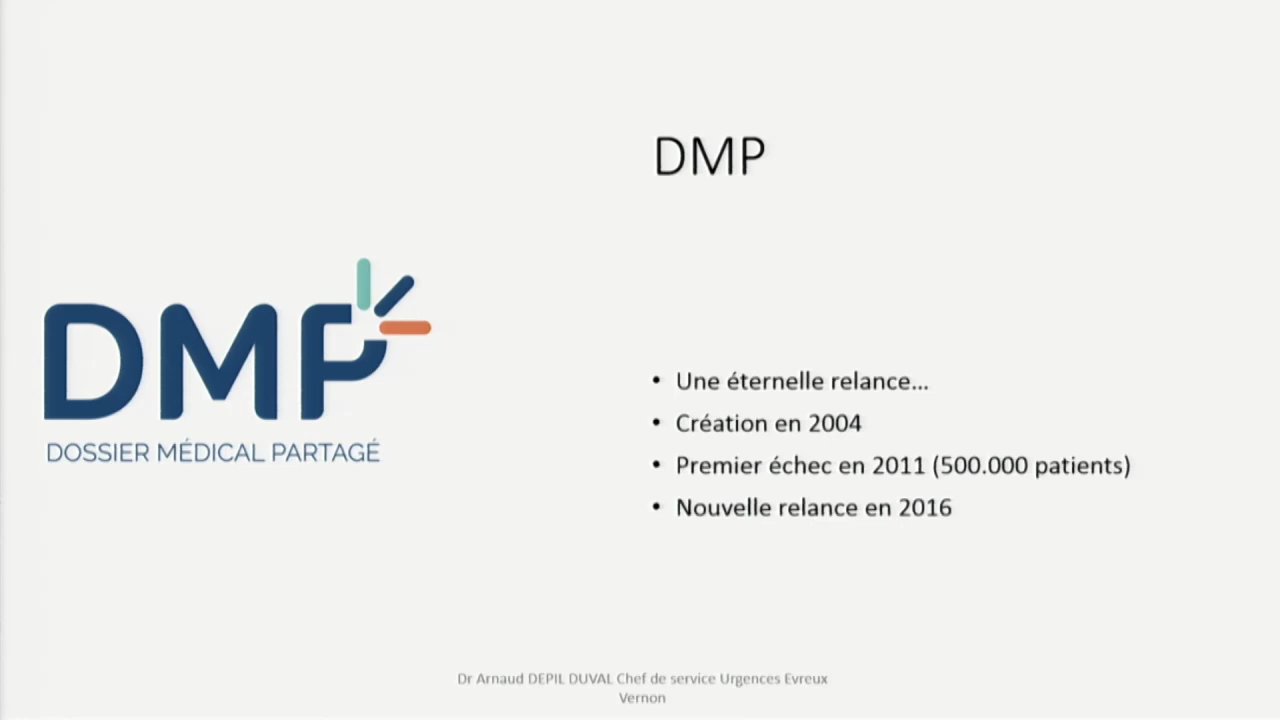 DMP
DMP
DOSSIER MÉDICAL PARTAGÉ
• Une éternelle relance...
• Création en 2004
• Premier échec en 2011 (500.000 patients)
• Nouvelle relance en 2016
Dr Arnaud DEPIL DUVAL Chef de service Urgences Evreux
Vernon